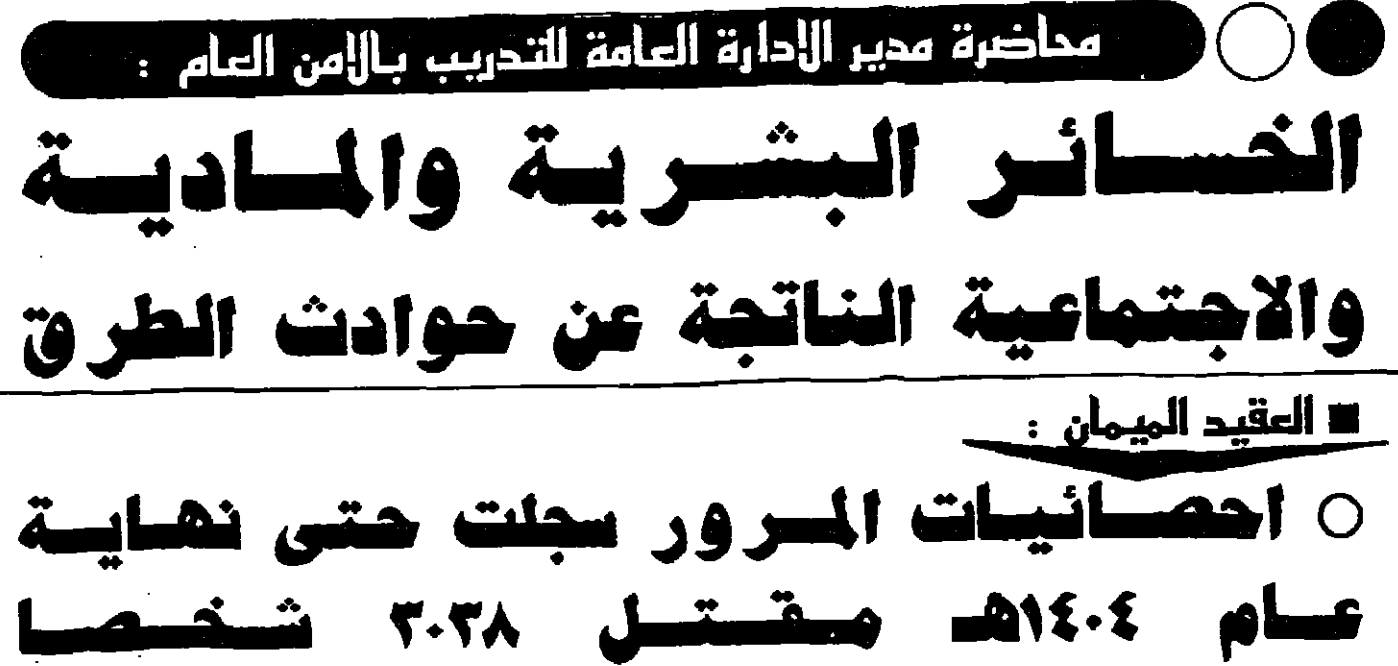 محاضرة مدير الادارة العامة للتدريب بالامن العام :
الخسائر البشرية والمادية
والاجتماعية الناتجة عن حوادث الطرق
■ العقيد الميمان :
○ احصائيات المرور سجلت حتى نهاية
عام ١٤٠٤هـ مقتل ٣٠٣٨ شخصا